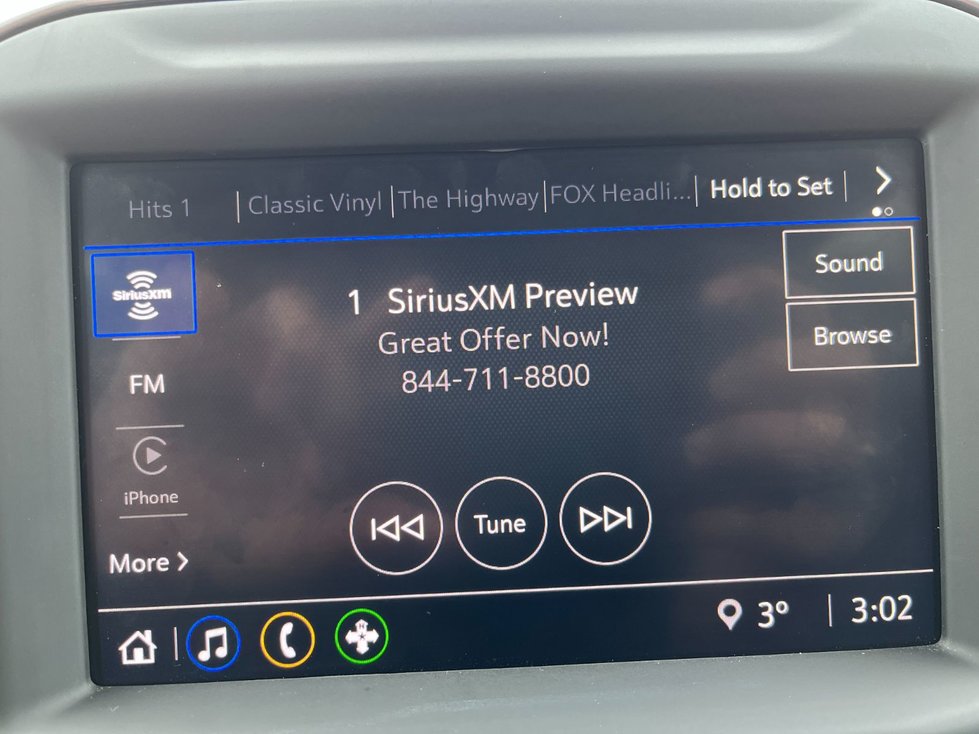 Hits 1 | Classic Vinyl | The Highway | FOX Headli... | Hold to Set |
SiriusXM
1 SiriusXM Preview
Great Offer Now!
844-711-8800
Sound
Browse
FM
iPhone
More
Tune
3° | 3:02